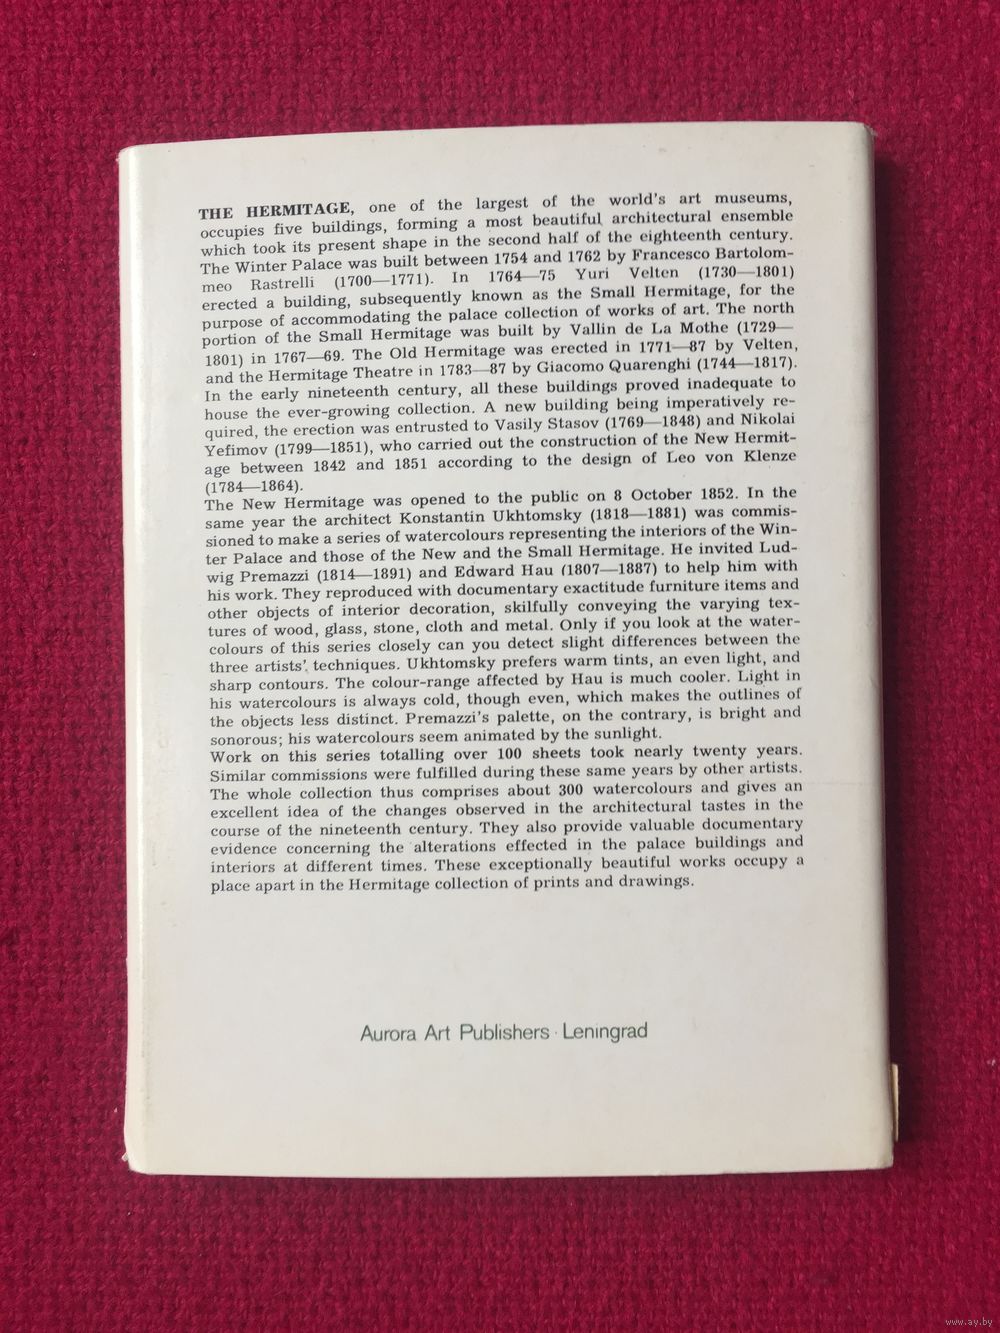 THE HERMITAGE, one of the largest of the world's art museums,
occupies five buildings, forming a most beautiful architectural ensemble
which took its present shape in the second half of the eighteenth century.
The Winter Palace was built between 1754 and 1762 by Francesco Bartolom-
meo Rastrelli (1700—1771). In 1764—75 Yuri Velten (1730—1801)
erected a building, subsequently known as the Small Hermitage, for the
purpose of accommodating the palace collection of works of art. The north
portion of the Small Hermitage was built by Vallin de La Mothe (1729—
1801) in 1767—69. The Old Hermitage was erected in 1771—87 by Velten,
and the Hermitage Theatre in 1783—87 by Giacomo Quarenghi (1744—1817).
In the early nineteenth century, all these buildings proved inadequate to
house the ever-growing collection. A new building being imperatively re-
quired, the erection was entrusted to Vasily Stasov (1769—1848) and Nikolai
Yefimov (1799—1851), who carried out the construction of the New Hermit-
age between 1842 and 1851 according to the design of Leo von Klenze
(1784—1864).
The New Hermitage was opened to the public on 8 October 1852. In the
same year the architect Konstantin Ukhtomsky (1818—1881) was commis-
sioned to make a series of watercolours representing the interiors of the Win-
ter Palace and those of the New and the Small Hermitage. He invited Lud-
wig Premazzi (1814—1891) and Edward Hau (1807—1887) to help him with
his work. They reproduced with documentary exactitude furniture items and
other objects of interior decoration, skilfully conveying the varying tex-
tures of wood, glass, stone, cloth and metal. Only if you look at the water-
colours of this series closely can you detect slight differences between the
three artists' techniques. Ukhtomsky prefers warm tints, an even light, and
sharp contours. The colour-range affected by Hau is much cooler. Light in
his watercolours is always cold, though even, which makes the outlines of
the objects less distinct. Premazzi's palette, on the contrary, is bright and
sonorous; his watercolours seem animated by the sunlight.
Work on this series totalling over 100 sheets took nearly twenty years.
Similar commissions were fulfilled during these same years by other artists.
The whole collection thus comprises about 300 watercolours and gives an
excellent idea of the changes observed in the architectural tastes in the
course of the nineteenth century. They also provide valuable documentary
evidence concerning the alterations effected in the palace buildings and
interiors at different times. These exceptionally beautiful works occupy a
place apart in the Hermitage collection of prints and drawings.
Aurora Art Publishers · Leningrad
www.ay.by